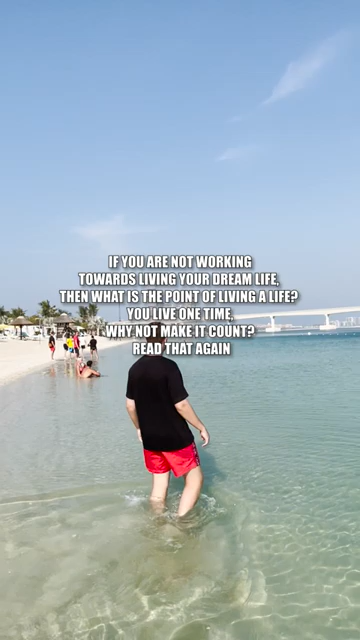 IF YOU ARE NOT WORKING
TOWARDS LIVING YOUR DREAM LIFE,
THEN WHAT IS THE POINT OF LIVING A LIFE?
YOU LIVE ONE TIME,
WHY NOT MAKE IT COUNT?
READ THAT AGAIN